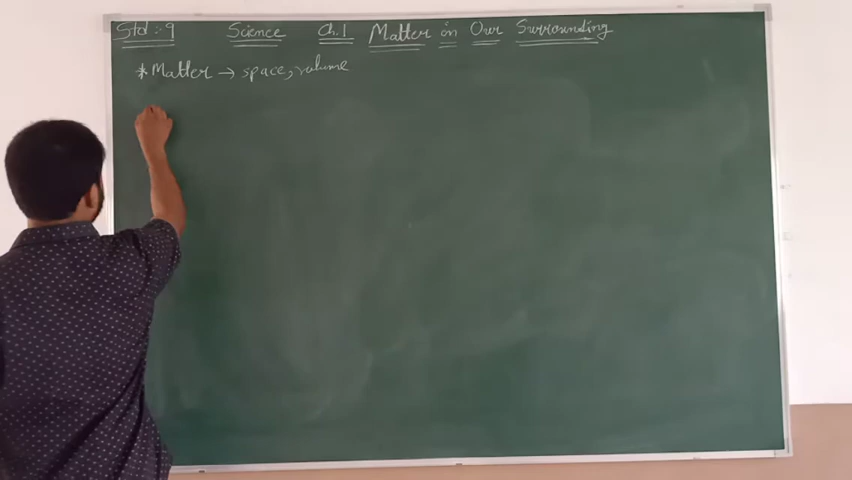 Std :- 9 Science Ch.1 Matter in Our Surrounding
* Matter → space, volume